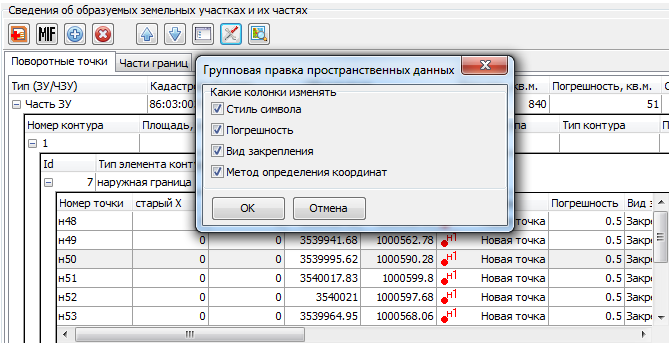 Сведения об образуемых земельных участках и их частях
MIF
Поворотные точки Части границ
Групповая правка пространственных данных
Какие колонки изменять
Стиль символа
Погрешность
Вид закрепления
Метод определения координат
OK Отмена
Тип (ЗУ/ЧЗУ) Кадастро кв.м. Погрешность, кв.м.
Часть ЗУ 86:03:00 840 51
Номер контура Площадь, Тип контура
1
Id Тип элемента конт
7 наружная граница
Номер точки старый X Погрешность Вид з
н48 точка 0.5 Закре
н49 0 0 3539941.68 1000562.78 н1 Новая точка 0.5 Закре
н50 0 0 3539995.62 1000590.28 н1 Новая точка 0.5 Закре
н51 0 0 3540017.83 1000599.8 н1 Новая точка 0.5 Закре
н52 0 0 3540021 1000597.68 н1 Новая точка 0.5 Закре
н53 0 0 3539964.95 1000568.06 н1 Новая точка 0.5 Закре